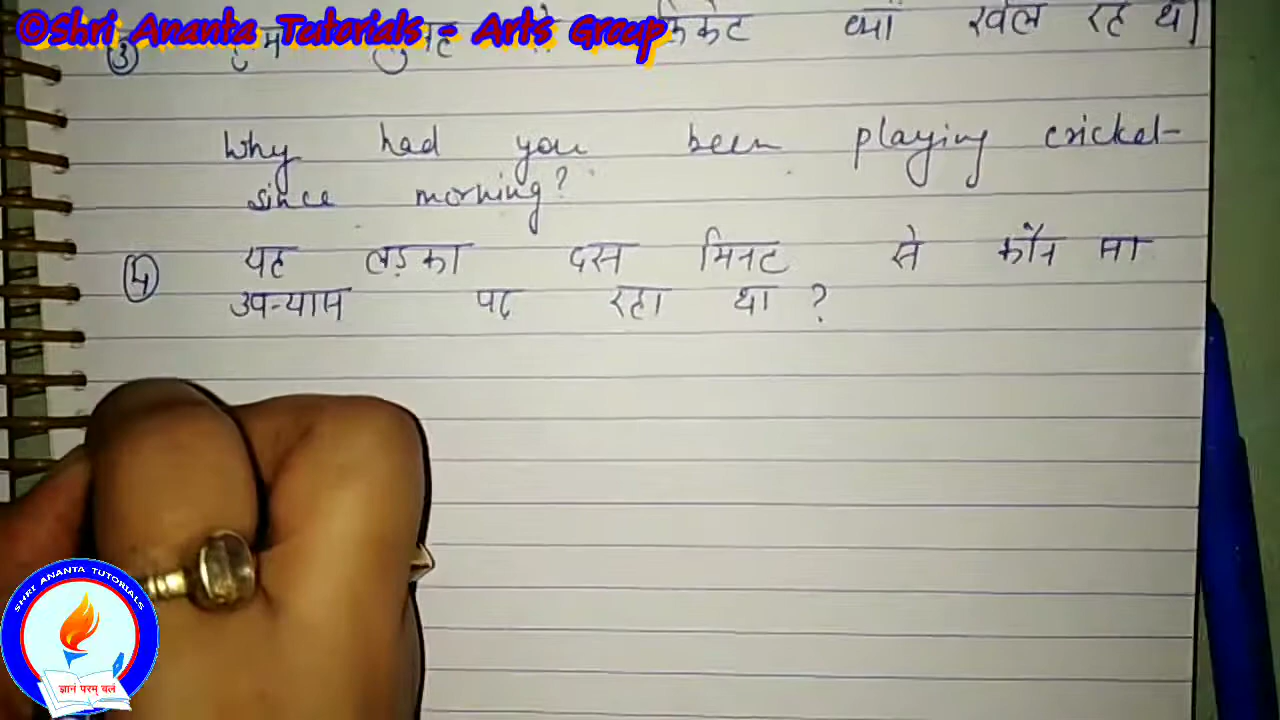 ©Shri Ananta Tutorials - Arts Group
③ क्यों खेल रहे थे।
Why had you been playing cricket
since morning?
④ यह लड़का दस मिनट से कौन सा
उपन्यास पढ़ रहा था ?
SHRI ANANTA TUTORIALS
ज्ञानं परमं बलं